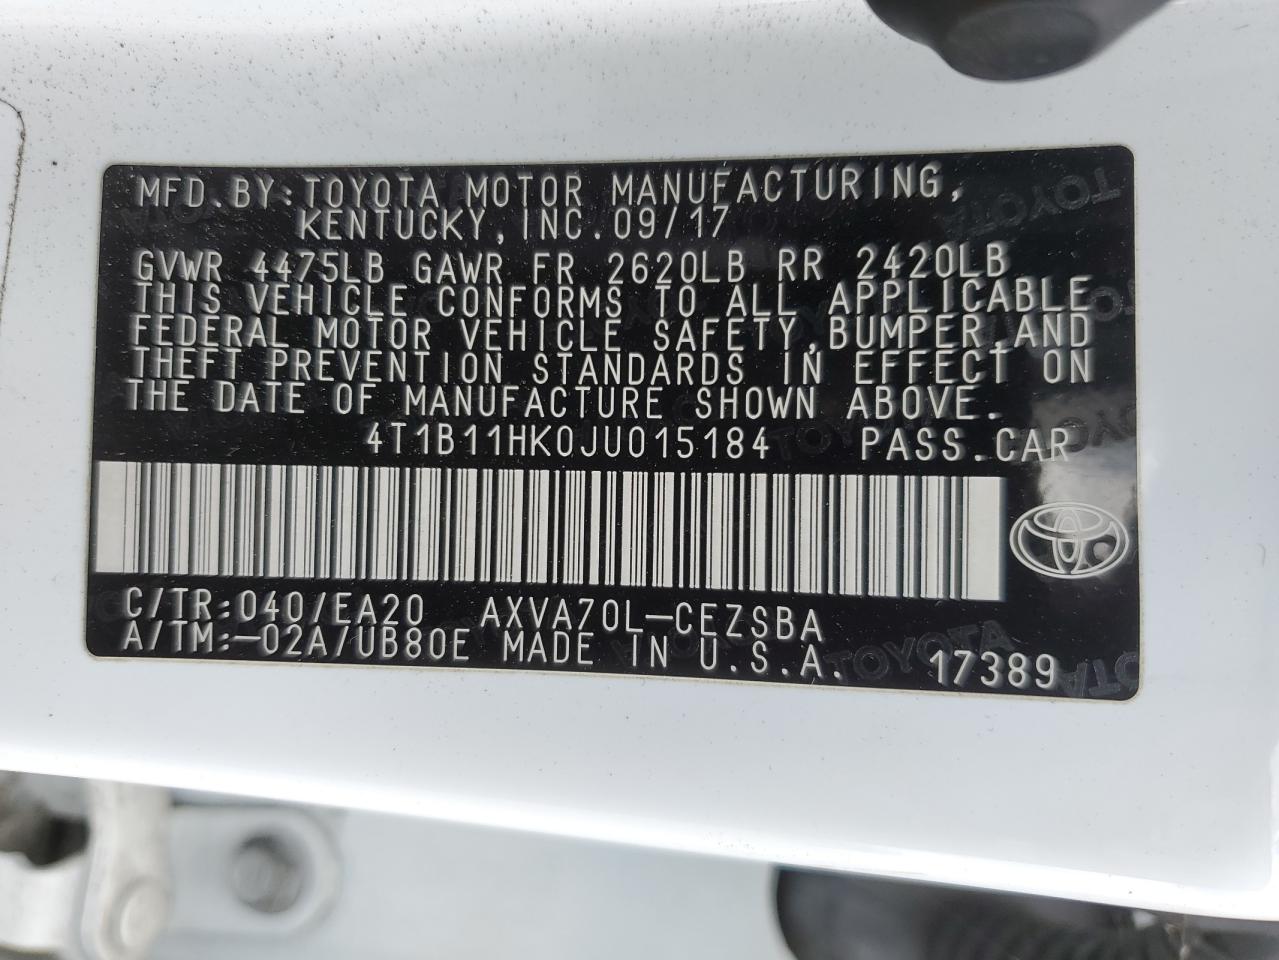 MFD. BY: TOYOTA MOTOR MANUFACTURING,
KENTUCKY, INC. 09/17
GVWR 4475LB GAWR FR 2620LB RR 2420LB
THIS VEHICLE CONFORMS TO ALL APPLICABLE
FEDERAL MOTOR VEHICLE SAFETY, BUMPER, AND
THEFT PREVENTION STANDARDS IN EFFECT ON
THE DATE OF MANUFACTURE SHOWN ABOVE.
4T1B11HK0JU015184 PASS. CAR
C/TR: 040/EA20 AXVA70L-CEZSBA
A/TM: -02A/UB80E MADE IN U.S.A. 17389